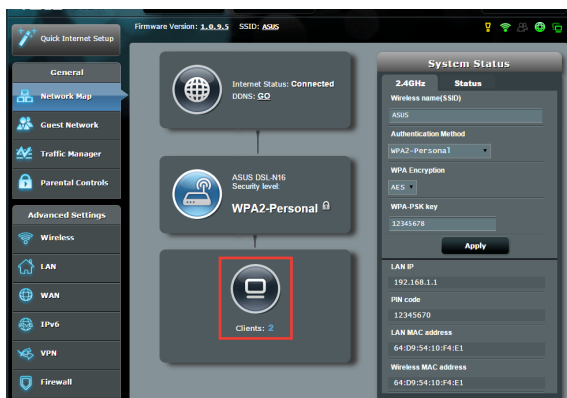 Quick Internet Setup
General
Network Map
Guest Network
Traffic Manager
Parental Controls
Advanced Settings
Wireless
LAN
WAN
IPv6
VPN
Firewall
Firmware Version: 1.0.9.5 SSID: ASUS
Internet Status: Connected
DDNS: GO
ASUS DSL-N16
Security level:
WPA2-Personal
Clients: 2
System Status
2.4GHz Status
Wireless name(SSID)
ASUS
Authentication Method
WPA2-Personal
WPA Encryption
AES
WPA-PSK key
12345678
Apply
LAN IP
192.168.1.1
PIN code
12345670
LAN MAC address
64:D9:54:10:F4:E1
Wireless MAC address
64:D9:54:10:F4:E1